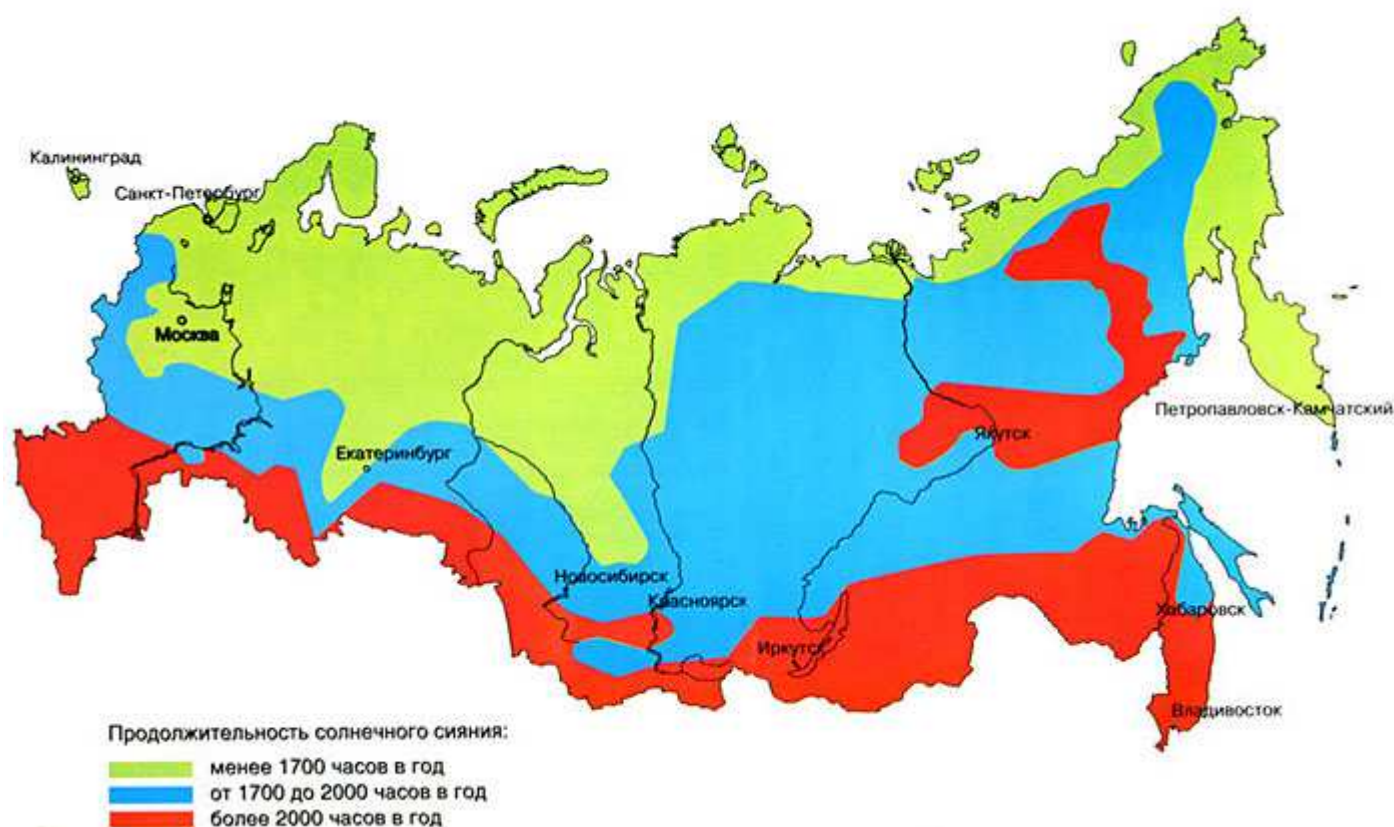 Калининград
Санкт-Петербург
Москва
Екатеринбург
Петропавловск-Камчатский
Якутск
Новосибирск
Красноярск
Хабаровск
Иркутск
Владивосток
Продолжительность солнечного сияния:
менее 1700 часов в год
от 1700 до 2000 часов в год
более 2000 часов в год